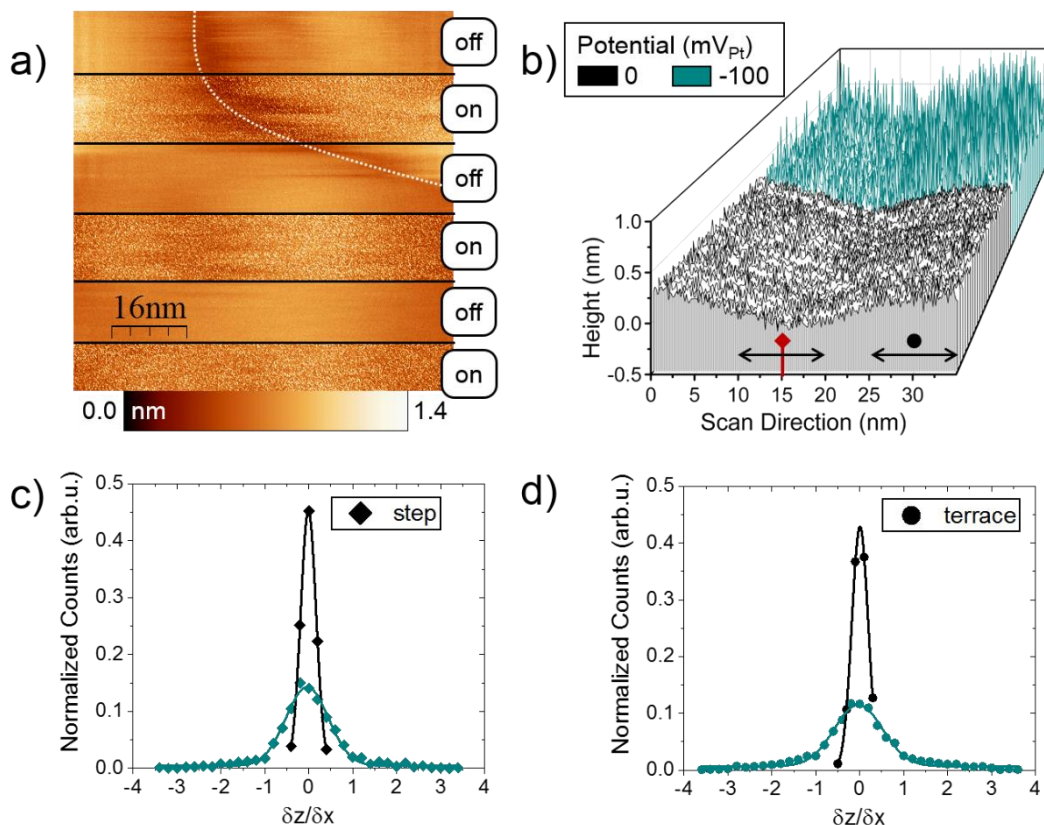 a)
off
on
off
on
off
on
16nm
0.0 nm 1.4
b)
Potential (mV_Pt)
0 -100
Height (nm)
1.0
0.5
0.0
-0.5
0 5 10 15 20 25 30
Scan Direction (nm)
c)
Normalized Counts (arb.u.)
0.5
0.4
0.3
0.2
0.1
0.0
step
-4 -3 -2 -1 0 1 2 3 4
δz/δx
d)
Normalized Counts (arb.u.)
0.5
0.4
0.3
0.2
0.1
0.0
terrace
-4 -3 -2 -1 0 1 2 3 4
δz/δx